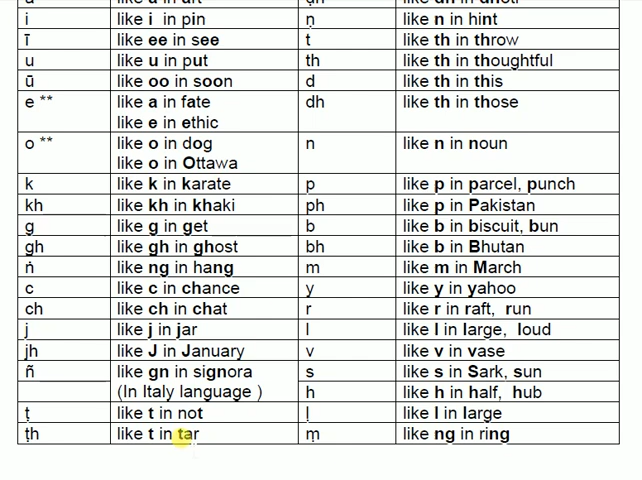 i like i in pin ṇ like n in hint
ī like ee in see t like th in throw
u like u in put th like th in thoughtful
ū like oo in soon d like th in this
e ** like a in fate dh like th in those
like e in ethic
o ** like o in dog n like n in noun
like o in Ottawa
k like k in karate p like p in parcel, punch
kh like kh in khaki ph like p in Pakistan
g like g in get b like b in biscuit, bun
gh like gh in ghost bh like b in Bhutan
ṅ like ng in hang m like m in March
c like c in chance y like y in yahoo
ch like ch in chat r like r in raft, run
j like j in jar l like l in large, loud
jh like J in January v like v in vase
ñ like gn in signora s like s in Sark, sun
(In Italy language ) h like h in half, hub
ṭ like t in not ḷ like l in large
ṭh like t in tar ṃ like ng in ring